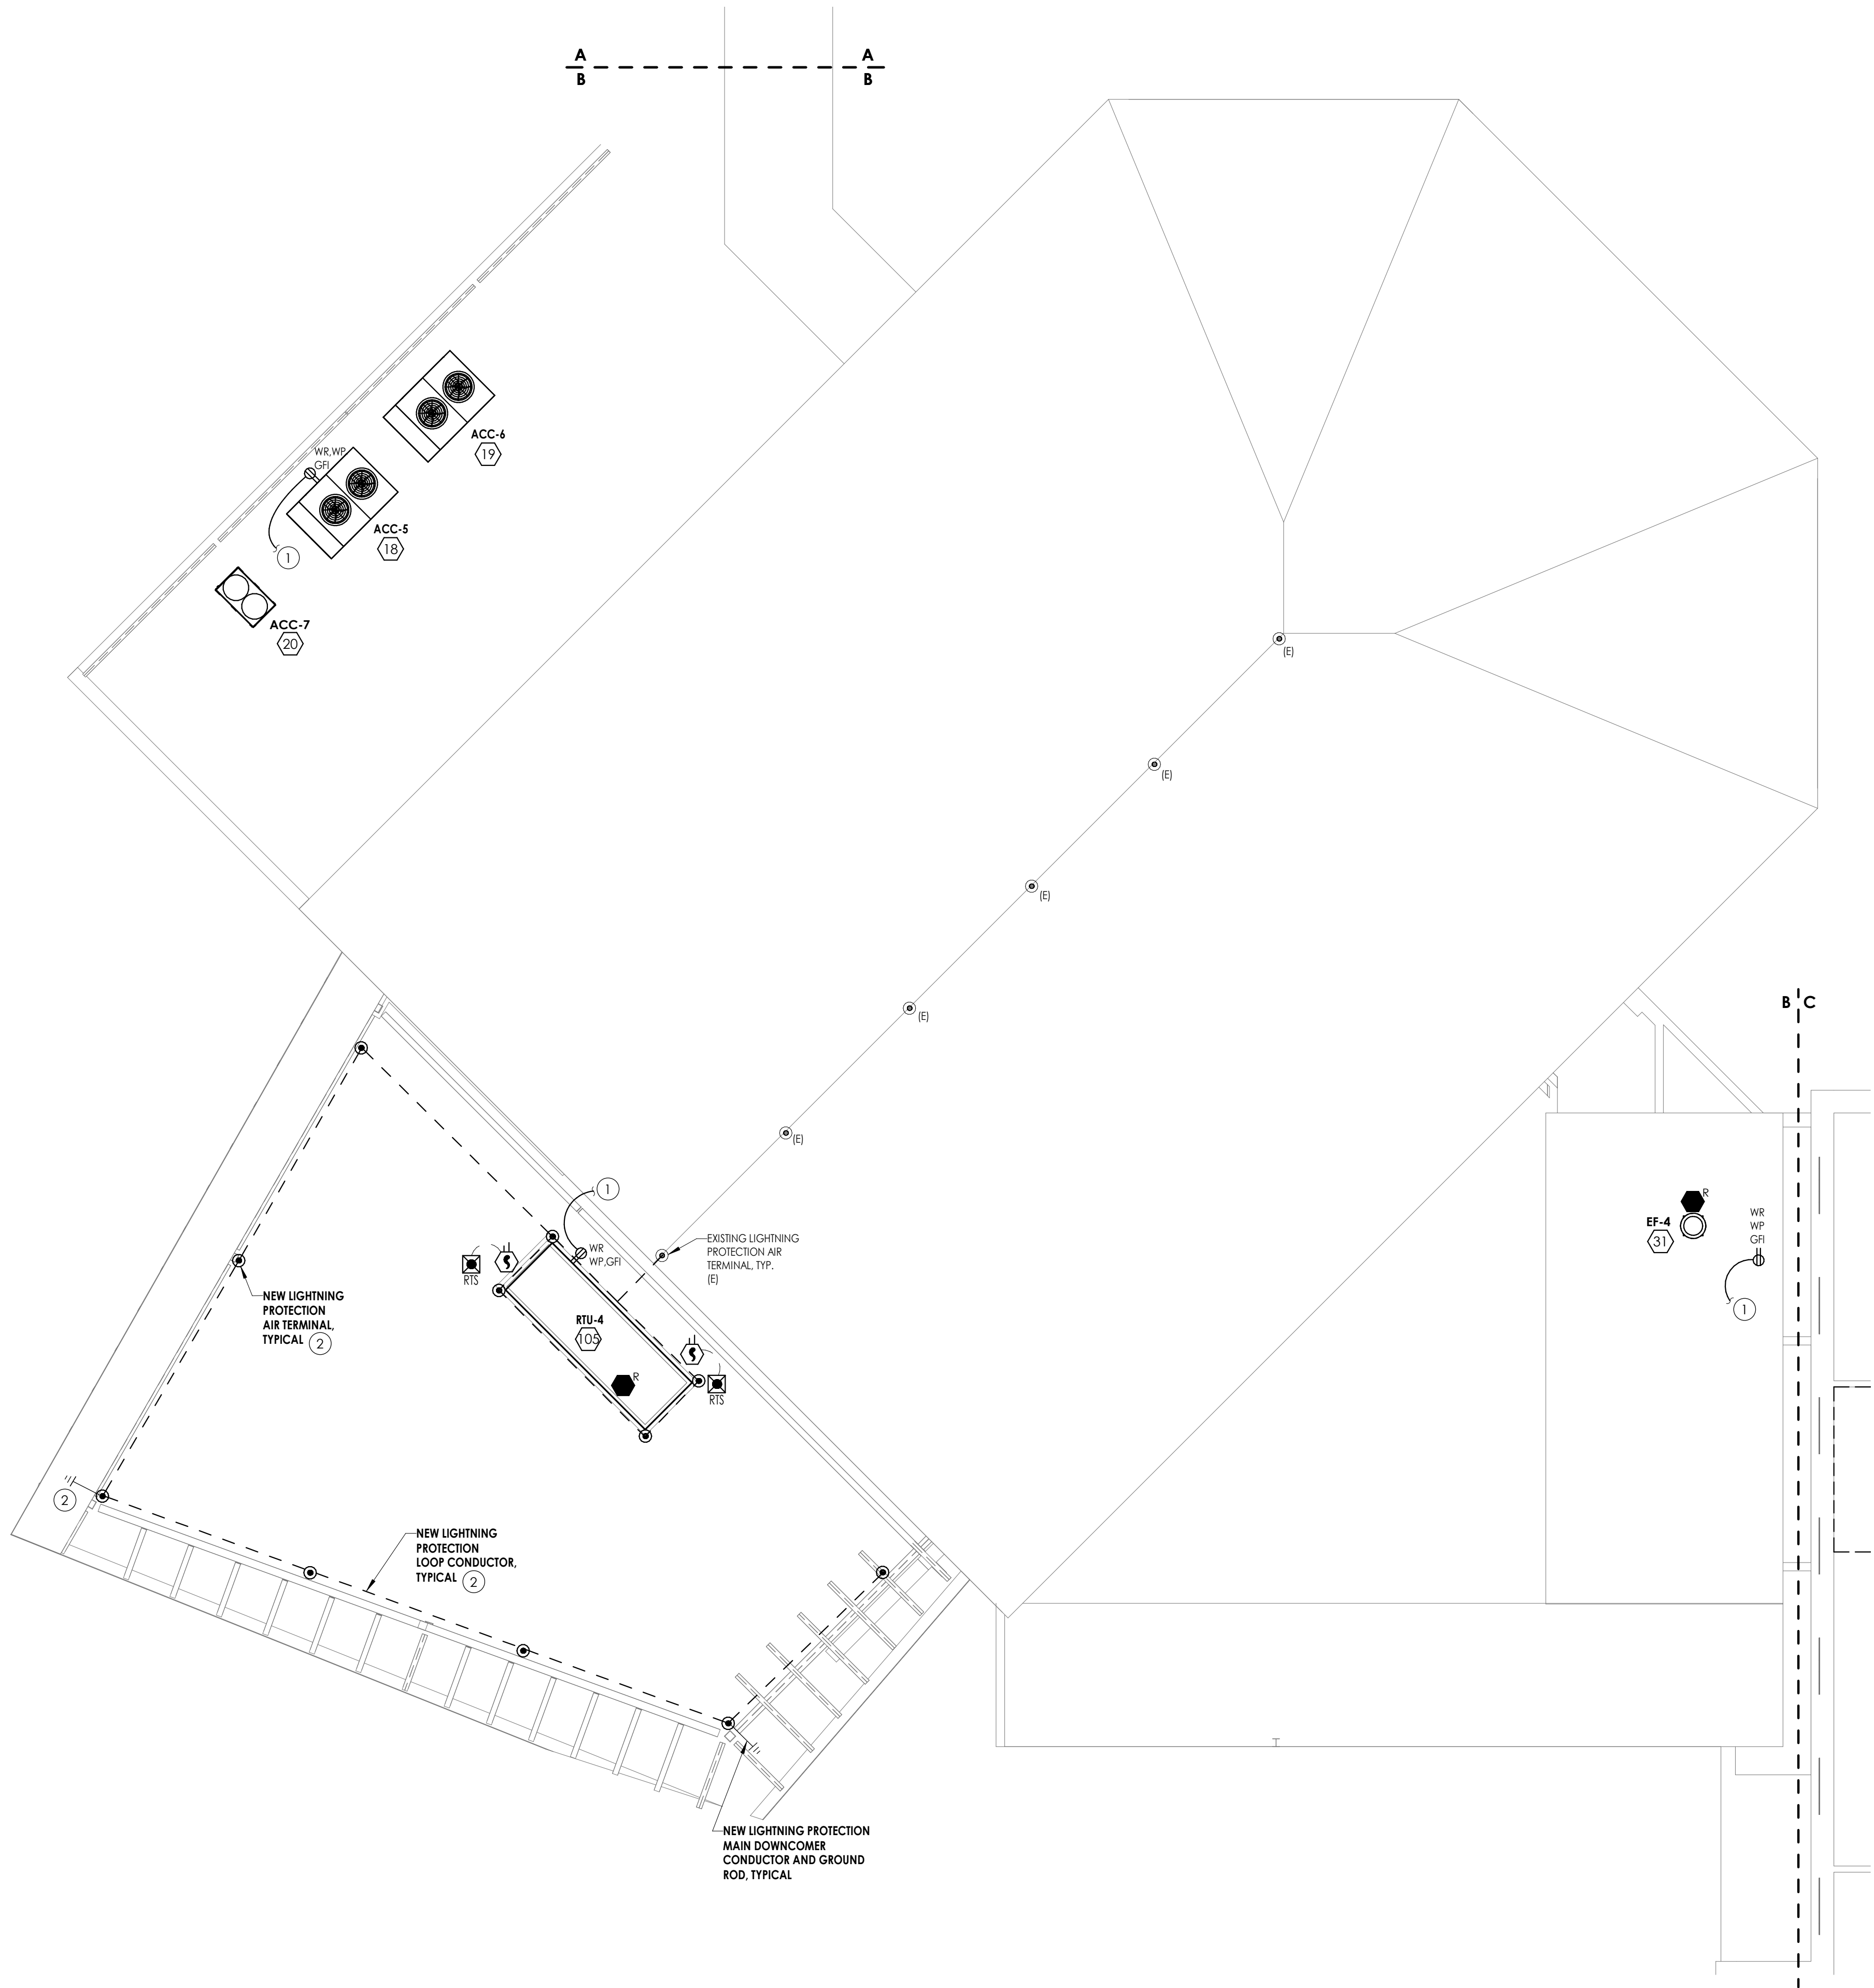 A
A
B
B
ACC-6
19
WR,WP
GFI
ACC-5
18
1
ACC-7
20
(E)
(E)
(E)
(E)
(E)
B
C
1
WR
WP,GFI
EXISTING LIGHTNING
PROTECTION AIR
TERMINAL, TYP.
(E)
RTS
NEW LIGHTNING
PROTECTION
AIR TERMINAL,
TYPICAL 2
RTU-4
105
R
RTS
R
EF-4
31
WR
WP
GFI
1
2
NEW LIGHTNING
PROTECTION
LOOP CONDUCTOR,
TYPICAL 2
NEW LIGHTNING PROTECTION
MAIN DOWNCOMER
CONDUCTOR AND GROUND
ROD, TYPICAL